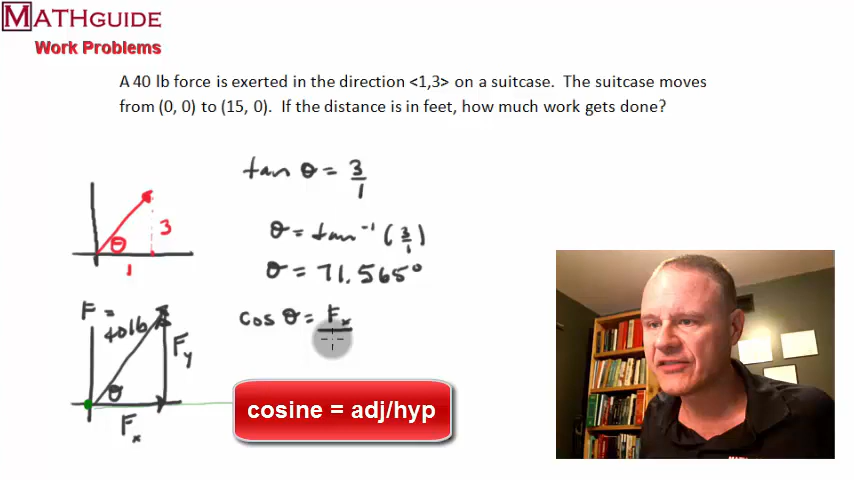 MATHGUIDE
Work Problems
A 40 lb force is exerted in the direction <1,3> on a suitcase. The suitcase moves
from (0, 0) to (15, 0). If the distance is in feet, how much work gets done?
tan θ = 3/1
θ
3
1
θ = tan⁻¹ (3/1)
θ = 71.565°
F =
40 lb
Fy
θ
Fx
cos θ = Fx
cosine = adj/hyp